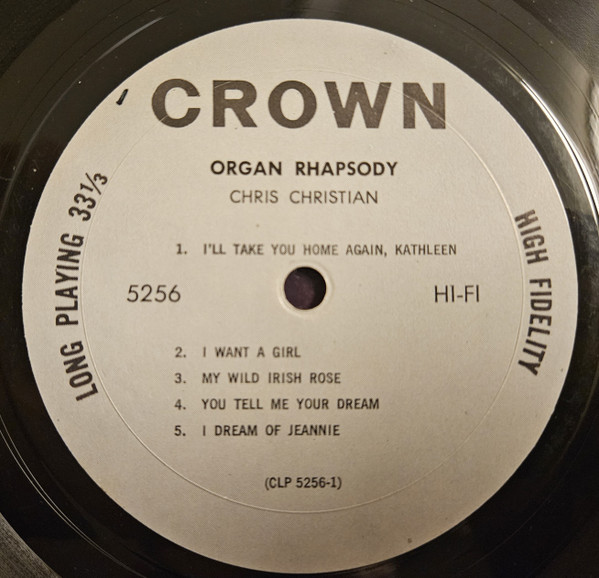 CROWN
ORGAN RHAPSODY
CHRIS CHRISTIAN
LONG PLAYING 33⅓
HIGH FIDELITY
1. I'LL TAKE YOU HOME AGAIN, KATHLEEN
5256 HI-FI
2. I WANT A GIRL
3. MY WILD IRISH ROSE
4. YOU TELL ME YOUR DREAM
5. I DREAM OF JEANNIE
(CLP 5256-1)